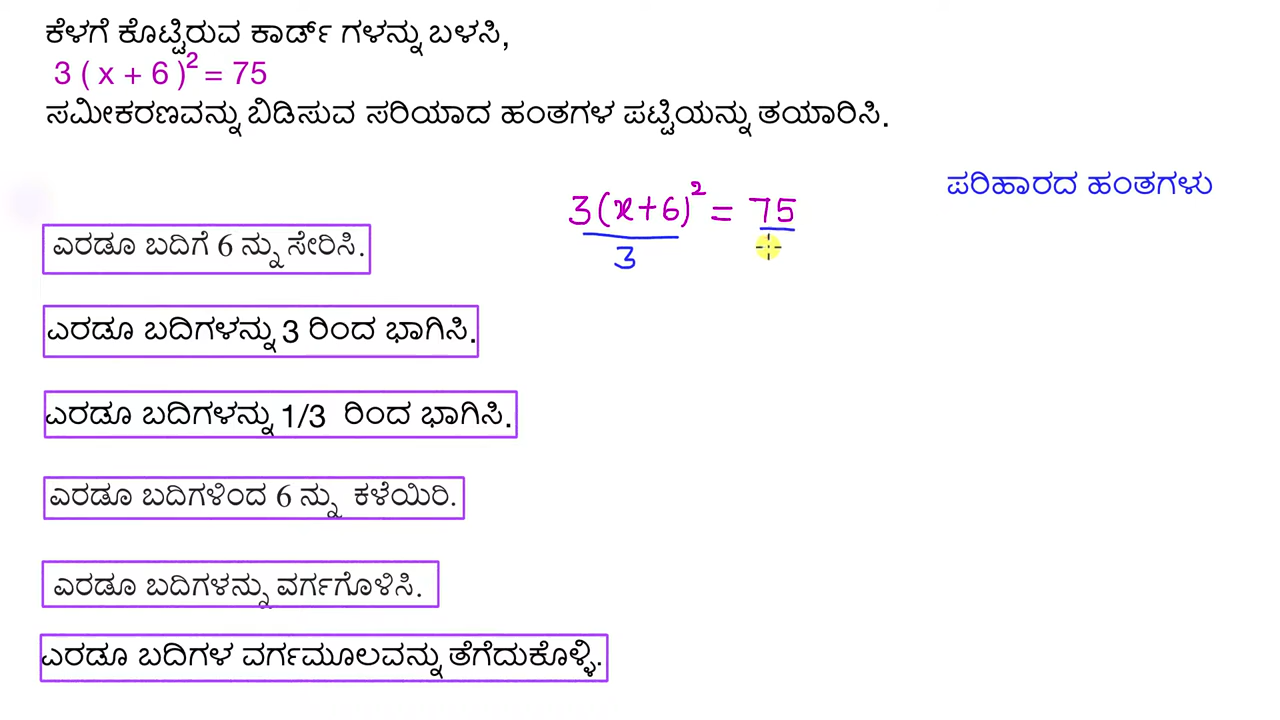 ಕೆಳಗೆ ಕೊಟ್ಟಿರುವ ಕಾರ್ಡ್ ಗಳನ್ನು ಬಳಸಿ,
3 ( x + 6 )² = 75
ಸಮೀಕರಣವನ್ನು ಬಿಡಿಸುವ ಸರಿಯಾದ ಹಂತಗಳ ಪಟ್ಟಿಯನ್ನು ತಯಾರಿಸಿ.
ಪರಿಹಾರದ ಹಂತಗಳು
3(x+6)² = 75
3
ಎರಡೂ ಬದಿಗೆ 6 ನ್ನು ಸೇರಿಸಿ.
ಎರಡೂ ಬದಿಗಳನ್ನು 3 ರಿಂದ ಭಾಗಿಸಿ.
ಎರಡೂ ಬದಿಗಳನ್ನು 1/3 ರಿಂದ ಭಾಗಿಸಿ.
ಎರಡೂ ಬದಿಗಳಿಂದ 6 ನ್ನು ಕಳೆಯಿರಿ.
ಎರಡೂ ಬದಿಗಳನ್ನು ವರ್ಗಗೊಳಿಸಿ.
ಎರಡೂ ಬದಿಗಳ ವರ್ಗಮೂಲವನ್ನು ತೆಗೆದುಕೊಳ್ಳಿ.